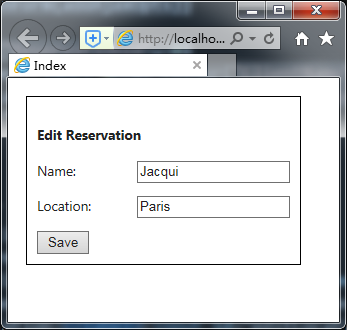 http://localho...
Index
Edit Reservation
Name: Jacqui
Location: Paris
Save